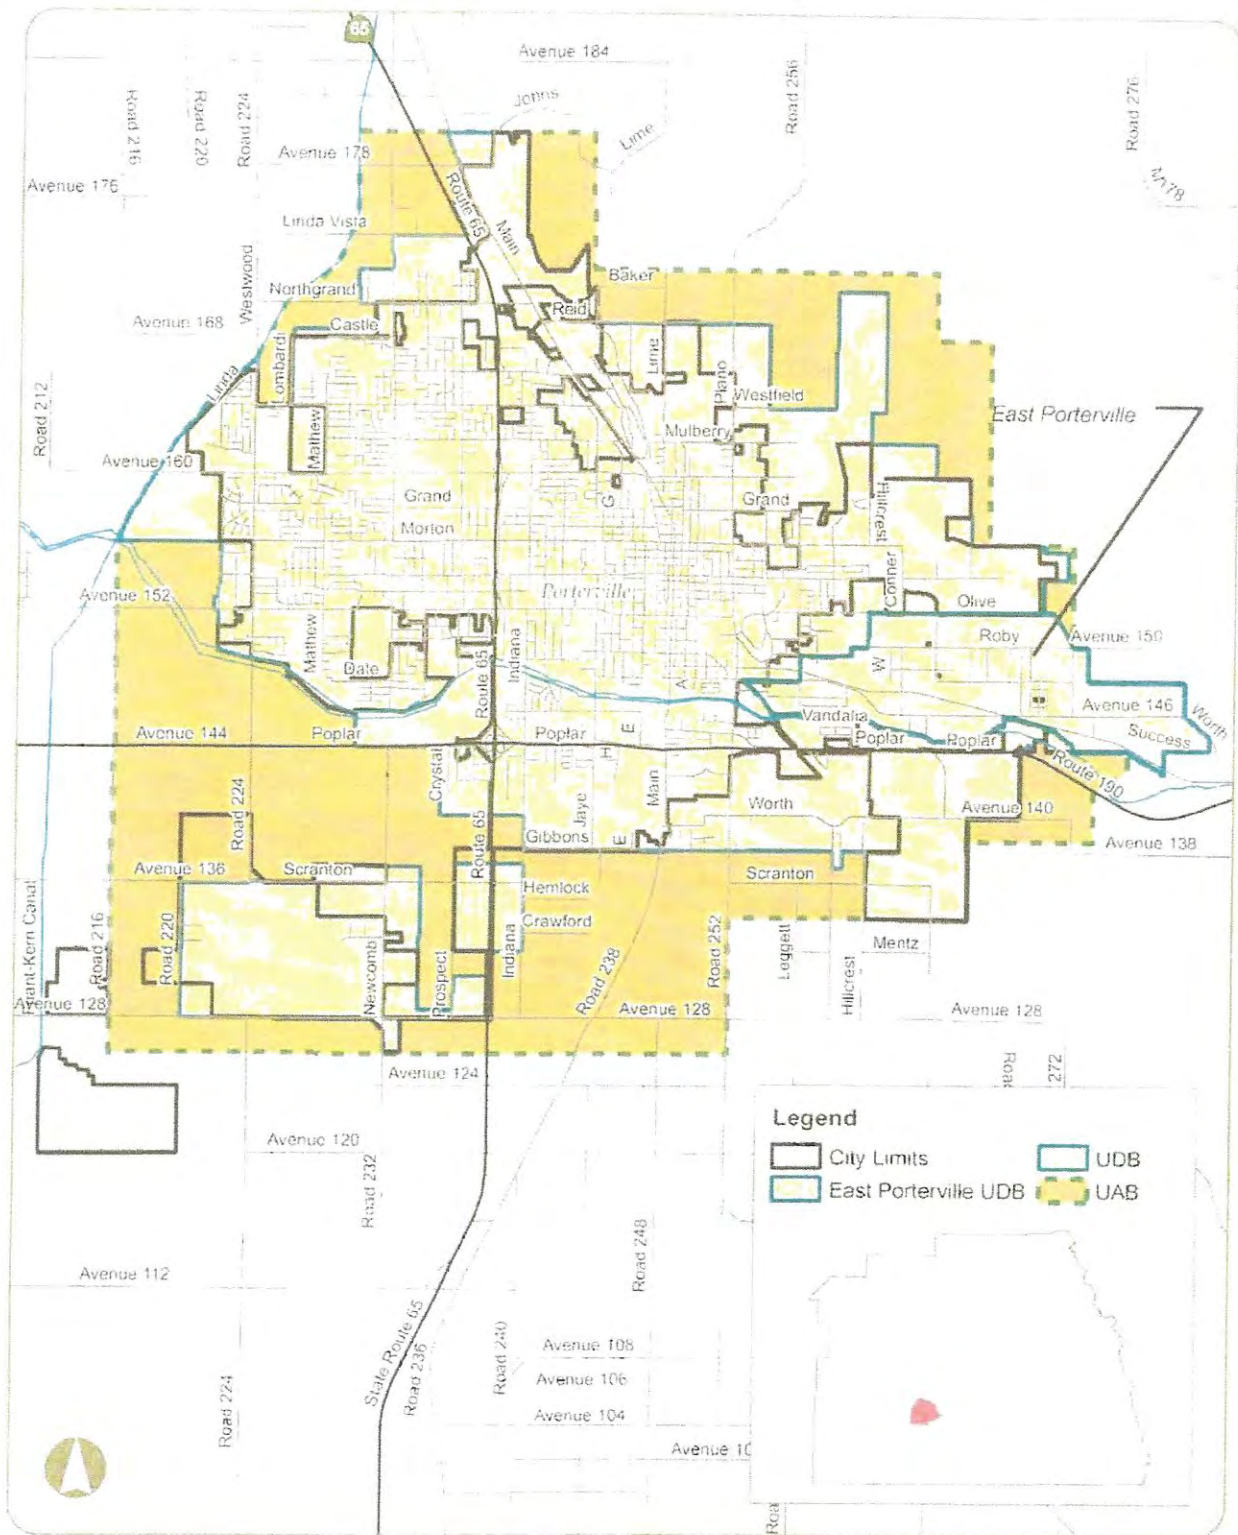 65
Avenue 184
Road 256
Road 276
Johns
Lime
Road 216
Road 220
Road 224
Avenue 178
Avenue 176
Route 65
Main
Linda Vista
Westwood
Northgrand
Baker
Reid
Avenue 168
Castle
Lombardi
Linda
Lime
Plano
Road 212
Westfield
East Porterville
Mathew
Mulberry
Avenue 160
Grand
G
Grand
Hillcrest
Morton
Conner
Avenue 152
Porterville
Olive
Mathew
Indiana
Roby
Avenue 150
Date
Route 65
A
W
Avenue 146
Worth
Vandalia
Success
Avenue 144
Poplar
Poplar
H
E
Poplar
Poplar
Route 190
Crystal
Road 224
Main
Worth
Avenue 140
Jaye
Route 65
Gibbons
E
Avenue 138
Avenue 136
Scranton
Scranton
Hemlock
Friant-Kern Canal
Road 216
Road 220
Crawford
Road 252
Mentz
Newcomb
Prospect
Indiana
Road 238
Leggett
Hillcrest
Avenue 128
Avenue 128
Avenue 128
Avenue 124
272
Legend
City Limits
UDB
East Porterville UDB
UAB
Avenue 120
Road 232
Road 248
Avenue 112
State Route 65
Road 236
Road 240
Avenue 108
Avenue 106
Avenue 104
Road 224
Avenue 10
Roa